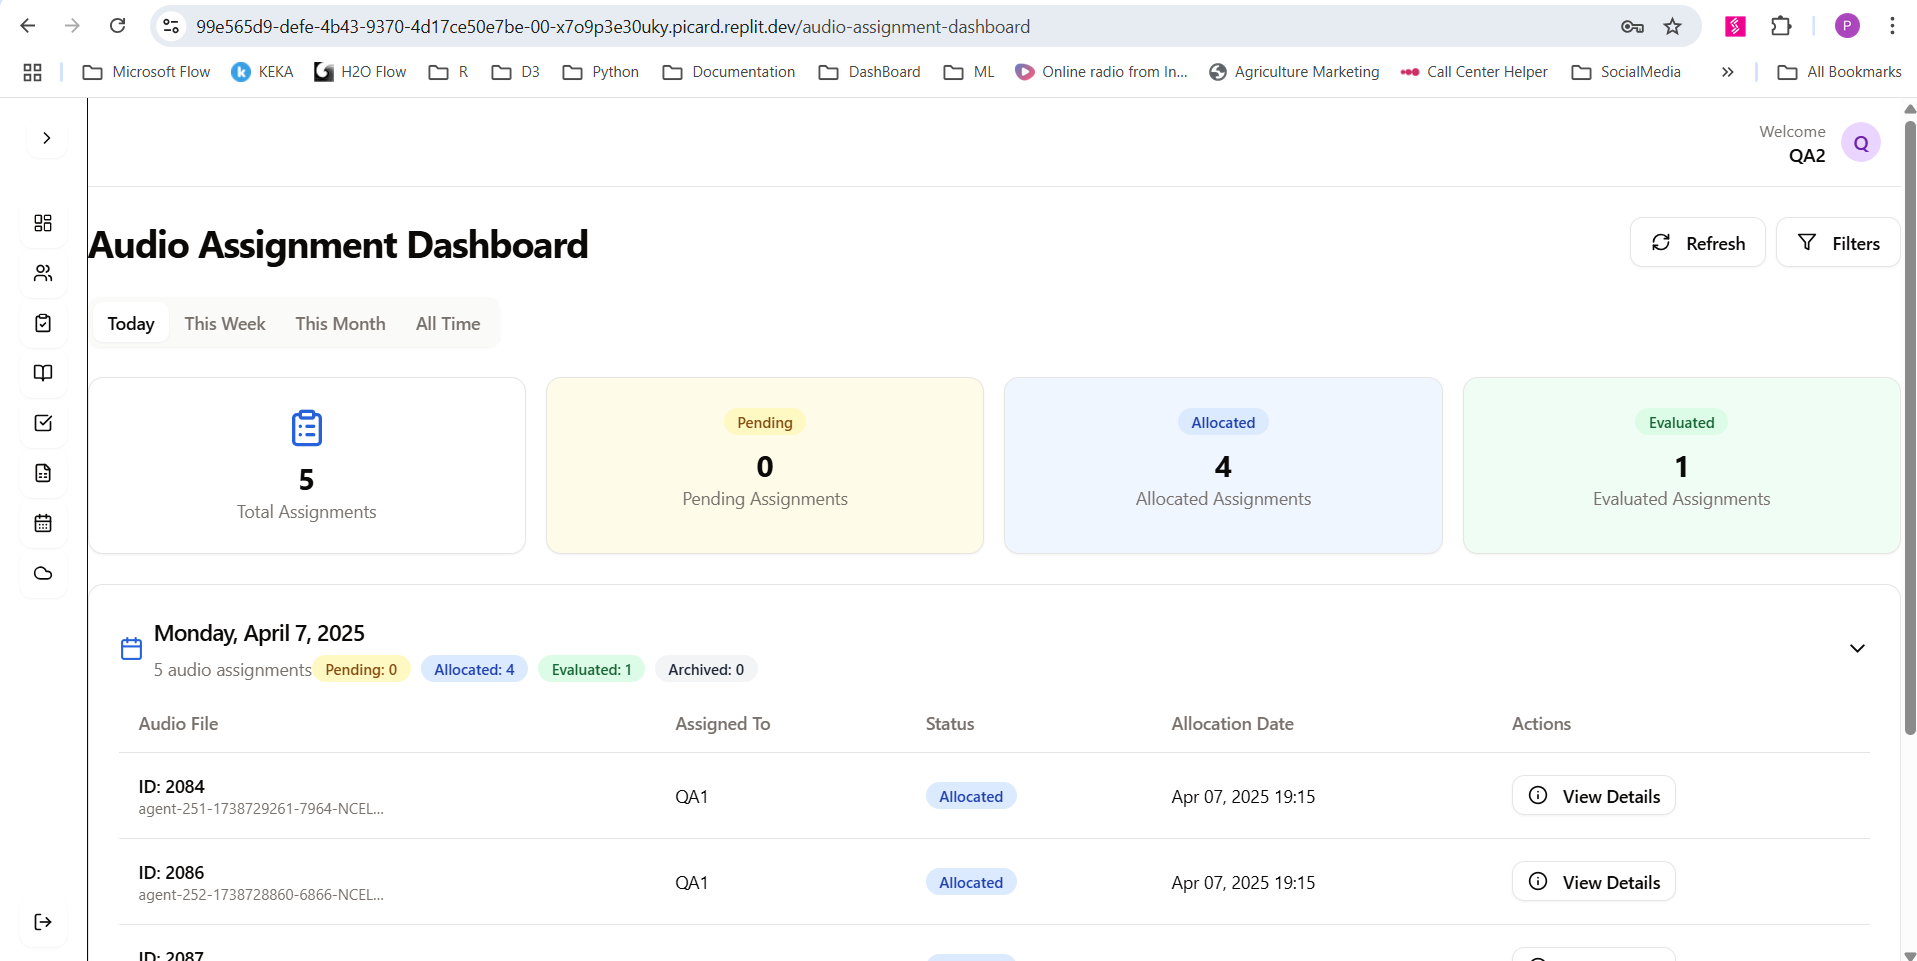 99e565d9-defe-4b43-9370-4d17ce50e7be-00-x7o9p3e30uky.picard.replit.dev/audio-assignment-dashboard
P
Microsoft Flow KEKA H2O Flow R D3 Python Documentation DashBoard ML Online radio from In... Agriculture Marketing Call Center Helper SocialMedia » All Bookmarks
Welcome
QA2
Q
Audio Assignment Dashboard
Refresh Filters
Today This Week This Month All Time
5
Total Assignments
Pending
0
Pending Assignments
Allocated
4
Allocated Assignments
Evaluated
1
Evaluated Assignments
Monday, April 7, 2025
5 audio assignments Pending: 0 Allocated: 4 Evaluated: 1 Archived: 0
Audio File Assigned To Status Allocation Date Actions
ID: 2084
agent-251-1738729261-7964-NCEL...
QA1 Allocated Apr 07, 2025 19:15 View Details
ID: 2086
agent-252-1738728860-6866-NCEL...
QA1 Allocated Apr 07, 2025 19:15 View Details
ID: 2087